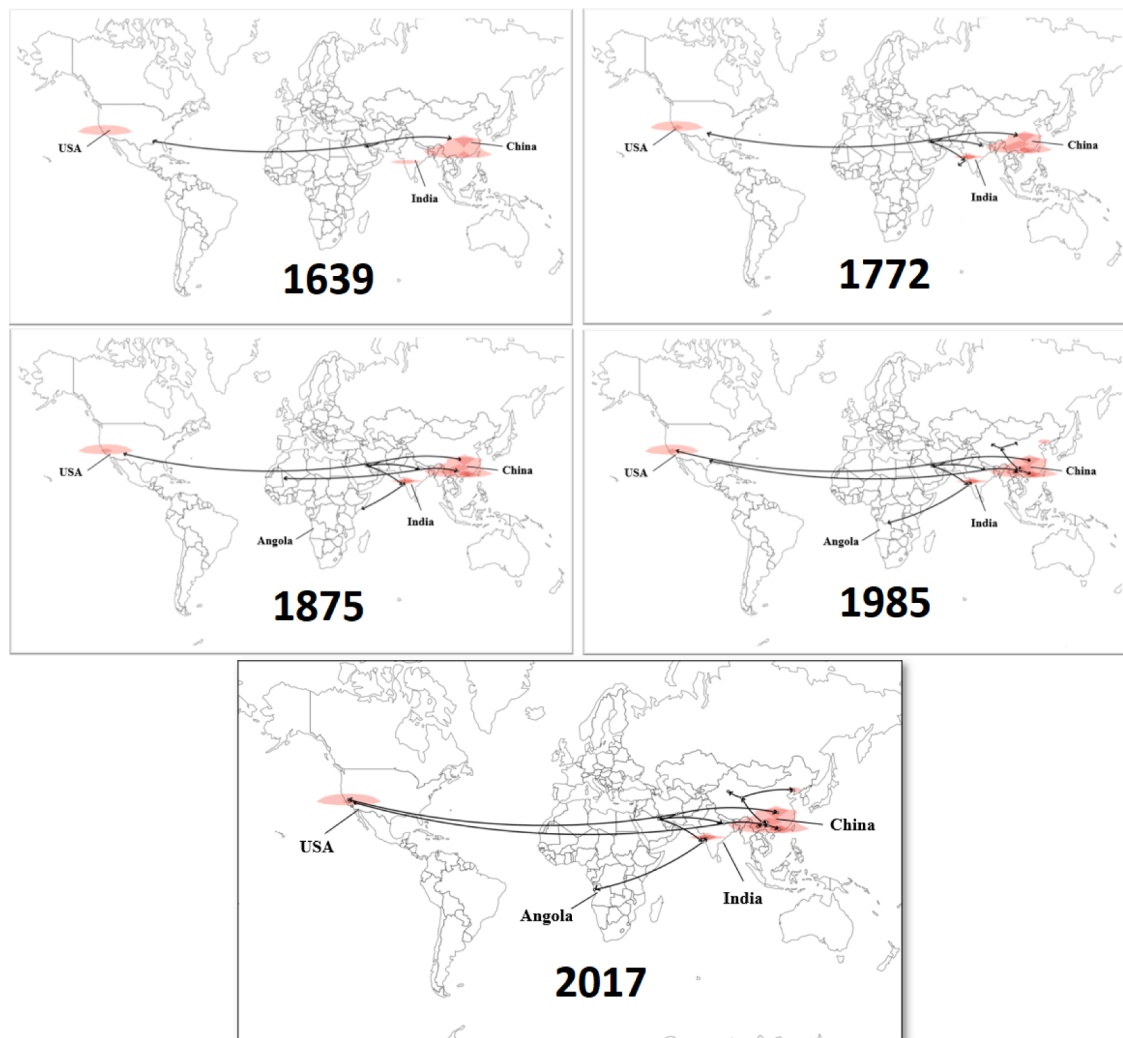 USA
China
India
1639
USA
China
India
1772
USA
China
India
Angola
1875
USA
China
India
Angola
1985
USA
China
India
Angola
2017